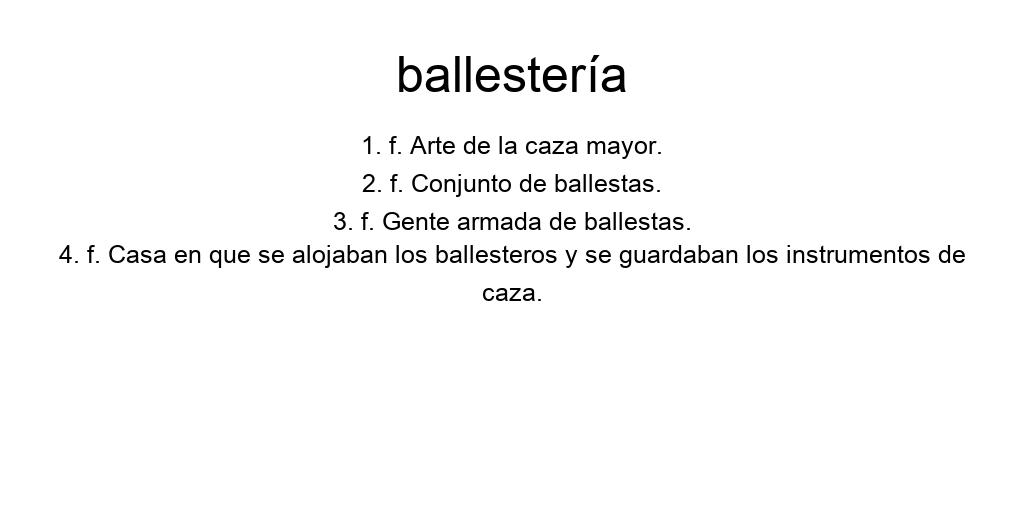 ballestería
1. f. Arte de la caza mayor.
2. f. Conjunto de ballestas.
3. f. Gente armada de ballestas.
4. f. Casa en que se alojaban los ballesteros y se guardaban los instrumentos de
caza.